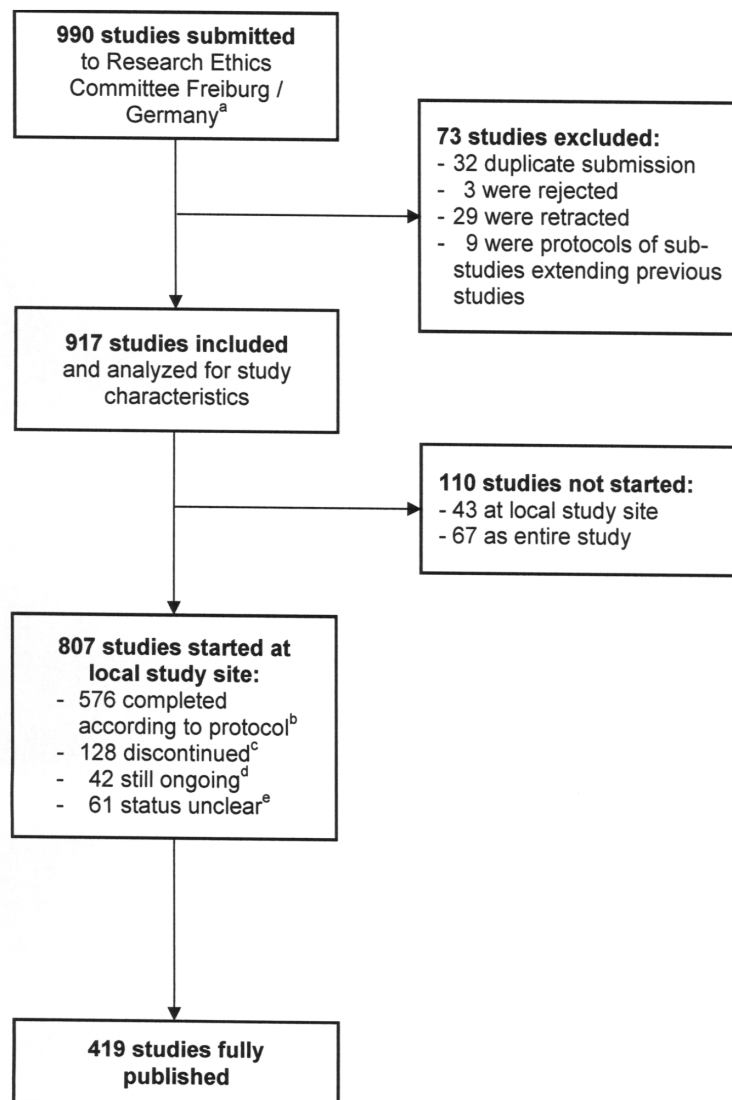 990 studies submitted
to Research Ethics
Committee Freiburg /
Germanyᵃ
73 studies excluded:
- 32 duplicate submission
- 3 were rejected
- 29 were retracted
- 9 were protocols of sub-
studies extending previous
studies
917 studies included
and analyzed for study
characteristics
110 studies not started:
- 43 at local study site
- 67 as entire study
807 studies started at
local study site:
- 576 completed
according to protocolᵇ
- 128 discontinuedᶜ
- 42 still ongoingᵈ
- 61 status unclearᵉ
419 studies fully
published